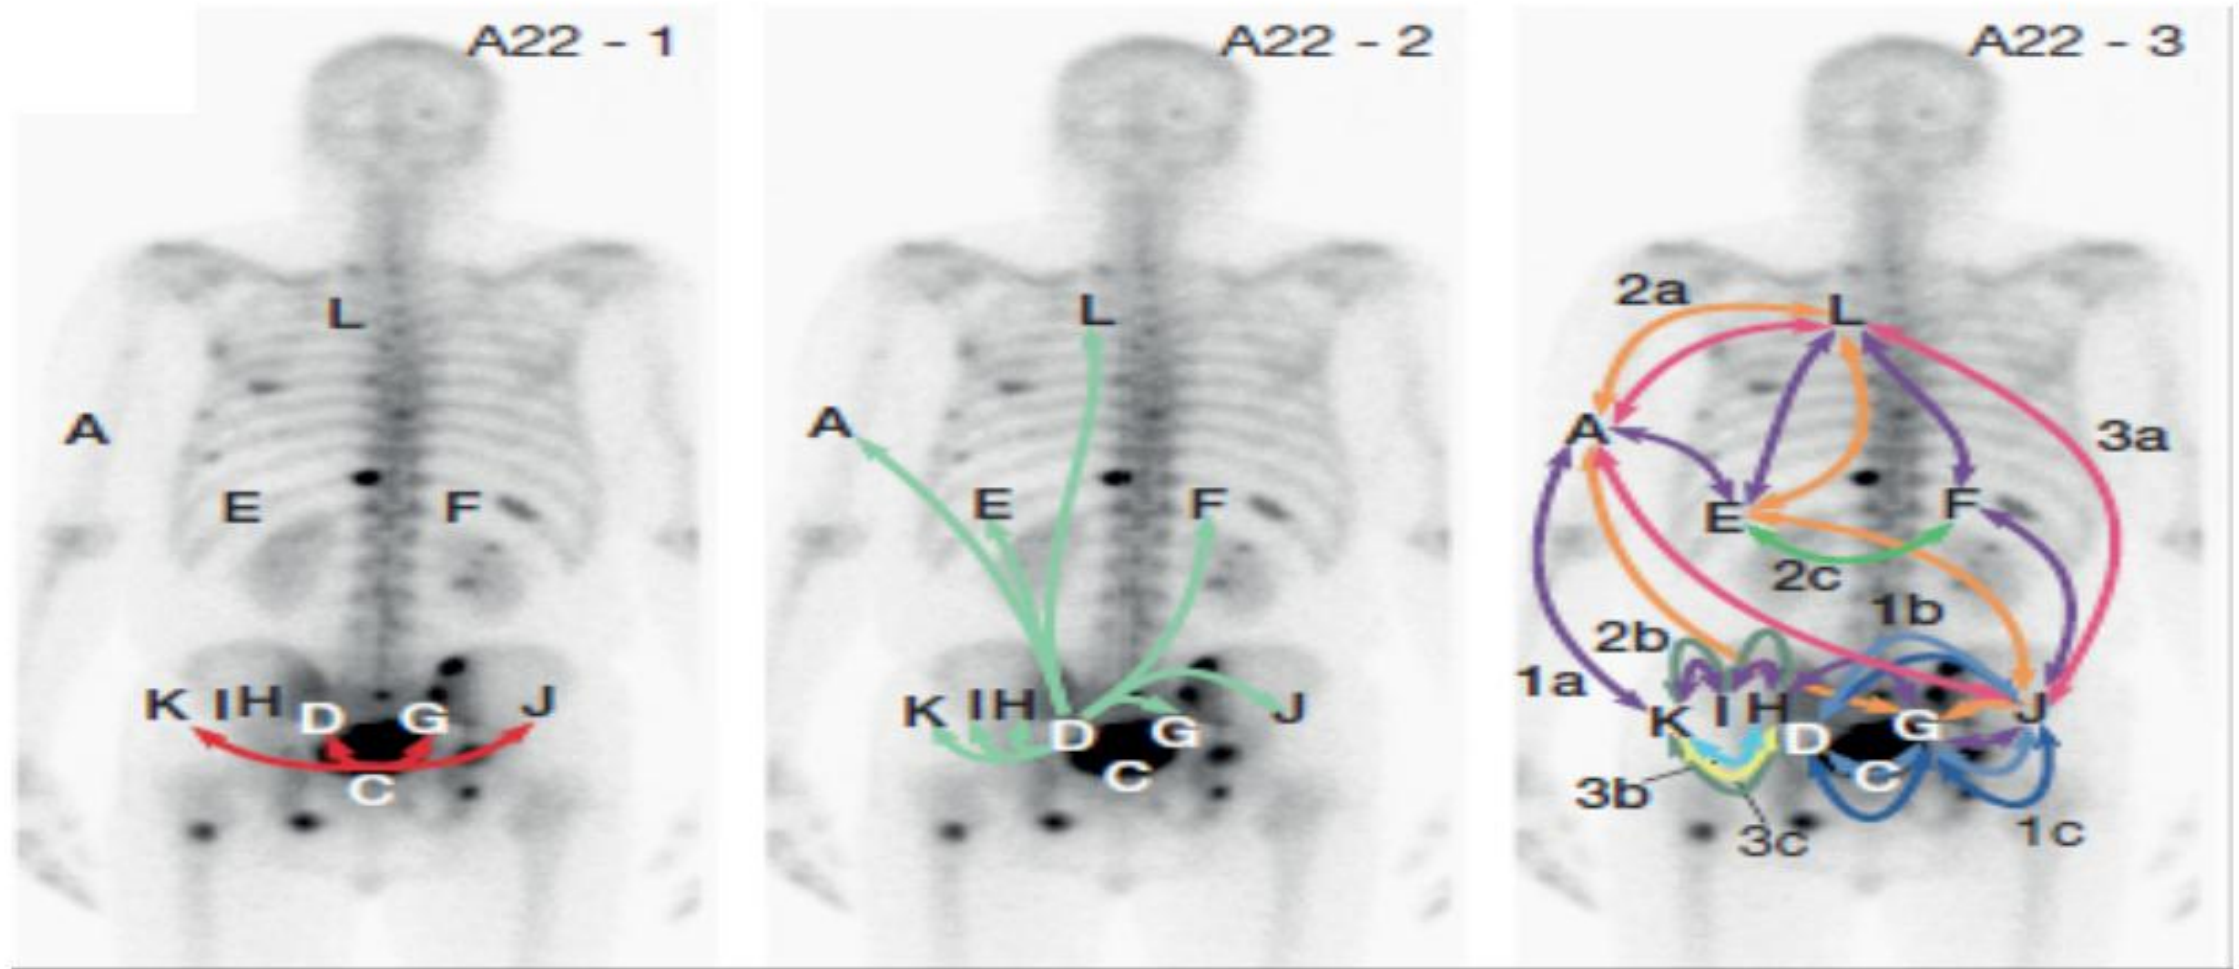 A22 - 1
L
A
E F
K I H D G J
C
A22 - 2
L
A
E F
K I H D G J
C
A22 - 3
2a L
A 3a
E F
2c
2b 1b
1a K I H D G J
C
3b 3c 1c